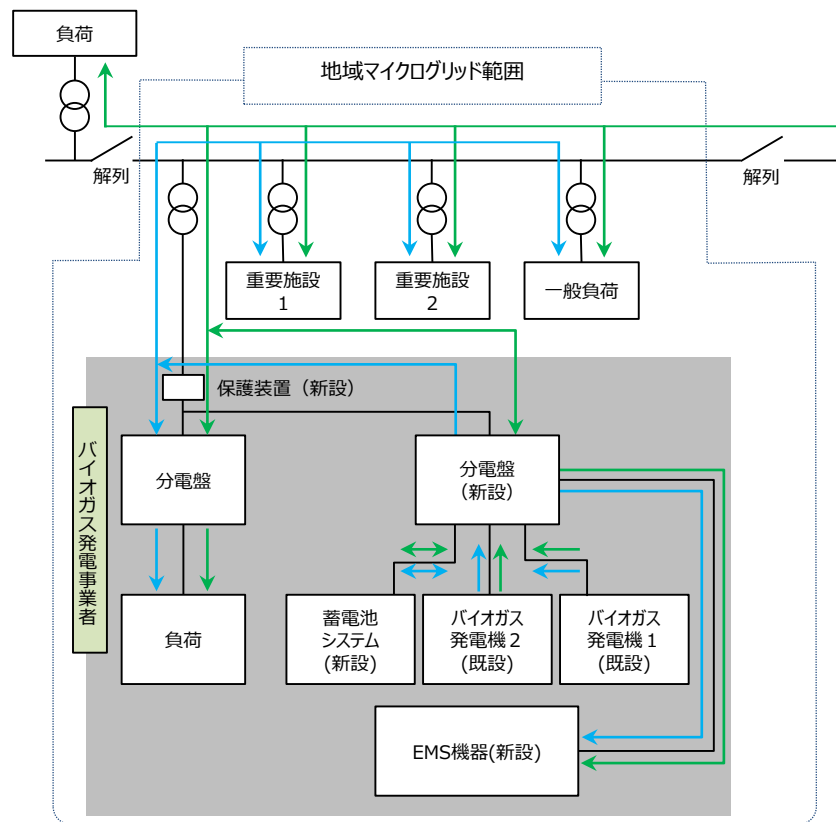 負荷
地域マイクログリッド範囲
解列
解列
重要施設
1
重要施設
2
一般負荷
保護装置（新設）
バイオガス発電事業者
分電盤
分電盤
(新設)
負荷
蓄電池
システム
(新設)
バイオガス
発電機２
(既設)
バイオガス
発電機１
(既設)
EMS機器(新設)